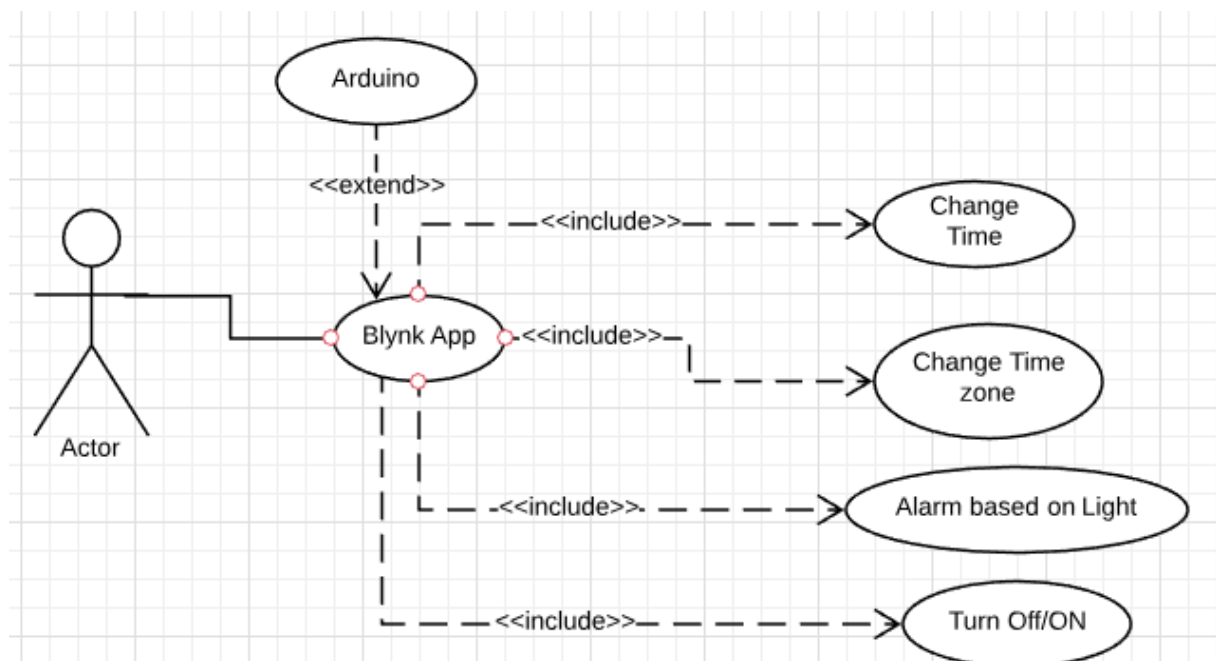 Arduino
<<extend>>
<<include>>
Change
Time
Blynk App
<<include>>
Change Time
zone
Actor
<<include>>
Alarm based on Light
<<include>>
Turn Off/ON